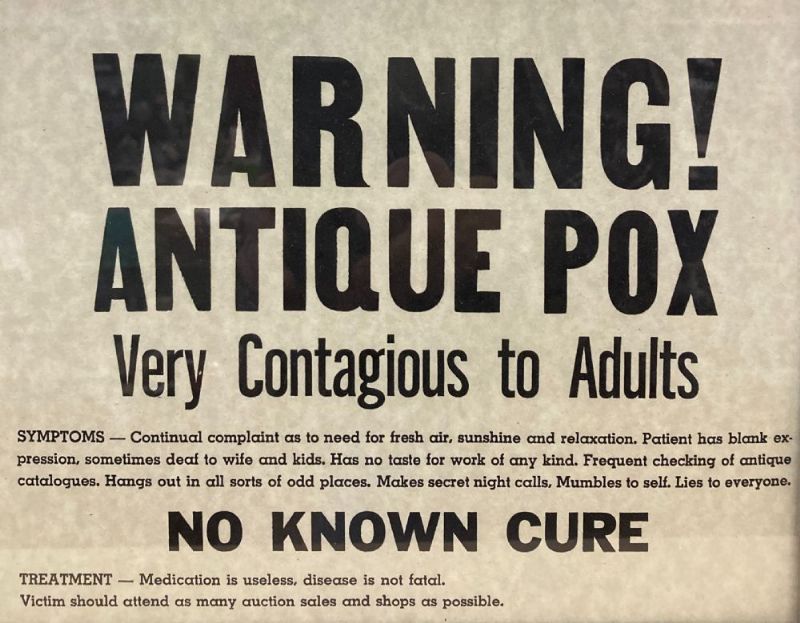 WARNING!
ANTIQUE POX
Very Contagious to Adults
SYMPTOMS — Continual complaint as to need for fresh air, sunshine and relaxation. Patient has blank ex-
pression, sometimes deaf to wife and kids. Has no taste for work of any kind. Frequent checking of antique
catalogues. Hangs out in all sorts of odd places. Makes secret night calls, Mumbles to self. Lies to everyone.
NO KNOWN CURE
TREATMENT — Medication is useless, disease is not fatal.
Victim should attend as many auction sales and shops as possible.